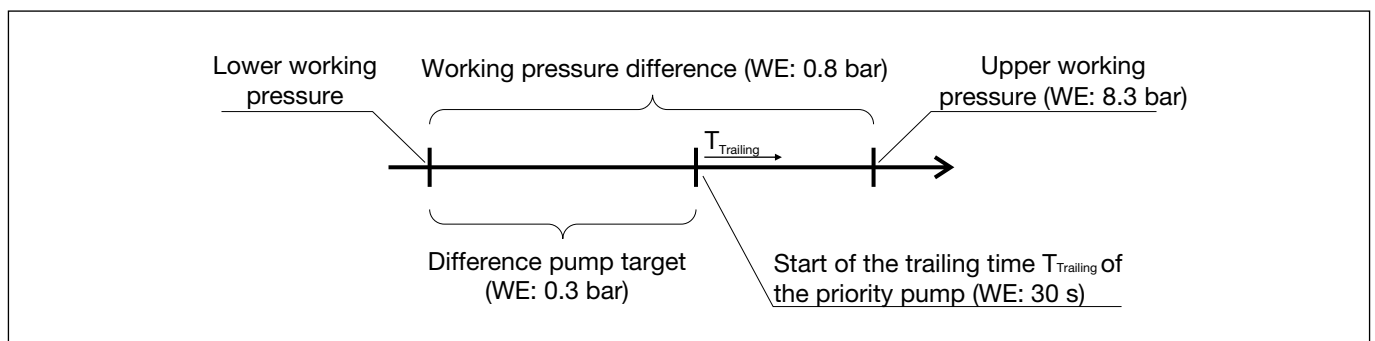 Lower working
pressure
Working pressure difference (WE: 0.8 bar)
Upper working
pressure (WE: 8.3 bar)
TTrailing
Difference pump target
(WE: 0.3 bar)
Start of the trailing time TTrailing of
the priority pump (WE: 30 s)